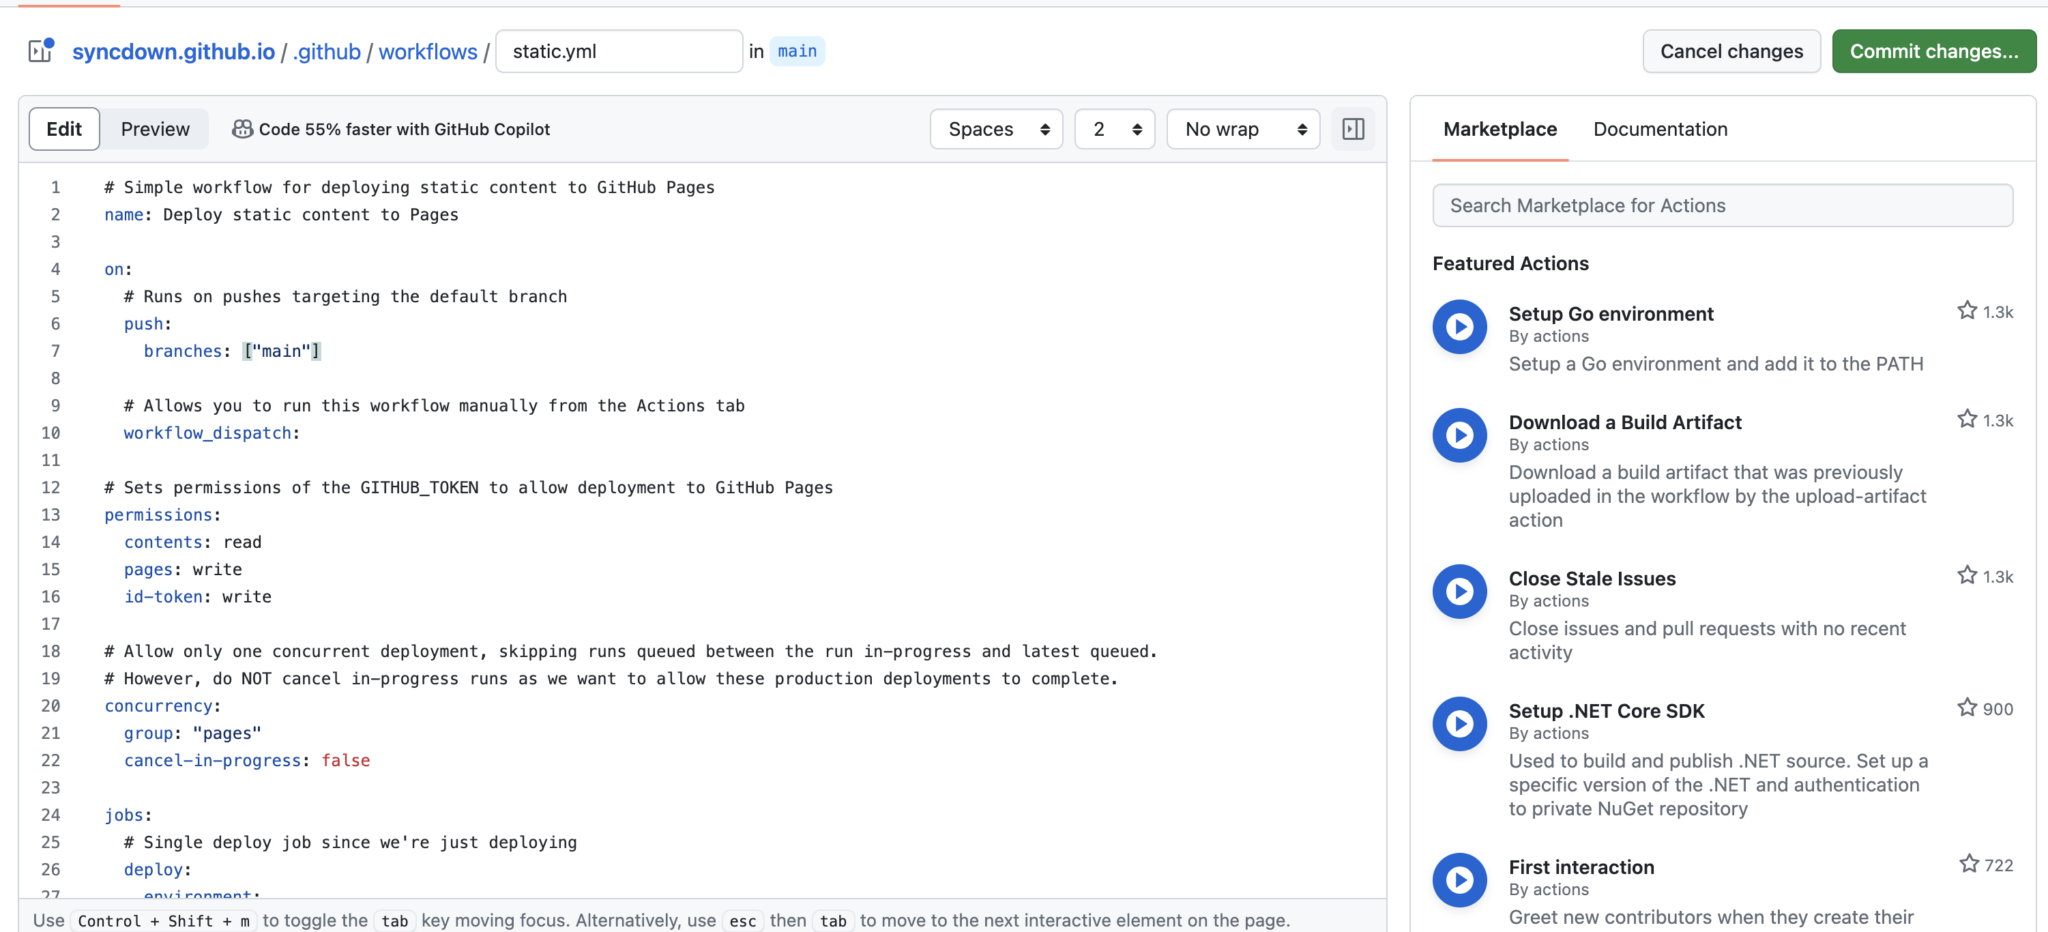 syncdown.github.io / .github / workflows / static.yml in main
Cancel changes
Commit changes...
Edit
Preview
Code 55% faster with GitHub Copilot
Spaces
2
No wrap
1 # Simple workflow for deploying static content to GitHub Pages
2 name: Deploy static content to Pages
3
4 on:
5 # Runs on pushes targeting the default branch
6 push:
7 branches: ["main"]
8
9 # Allows you to run this workflow manually from the Actions tab
10 workflow_dispatch:
11
12 # Sets permissions of the GITHUB_TOKEN to allow deployment to GitHub Pages
13 permissions:
14 contents: read
15 pages: write
16 id-token: write
17
18 # Allow only one concurrent deployment, skipping runs queued between the run in-progress and latest queued.
19 # However, do NOT cancel in-progress runs as we want to allow these production deployments to complete.
20 concurrency:
21 group: "pages"
22 cancel-in-progress: false
23
24 jobs:
25 # Single deploy job since we're just deploying
26 deploy:
27 environment:
Use Control + Shift + m to toggle the tab key moving focus. Alternatively, use esc then tab to move to the next interactive element on the page.
Marketplace
Documentation
Search Marketplace for Actions
Featured Actions
Setup Go environment
1.3k
By actions
Setup a Go environment and add it to the PATH
Download a Build Artifact
1.3k
By actions
Download a build artifact that was previously
uploaded in the workflow by the upload-artifact
action
Close Stale Issues
1.3k
By actions
Close issues and pull requests with no recent
activity
Setup .NET Core SDK
900
By actions
Used to build and publish .NET source. Set up a
specific version of the .NET and authentication
to private NuGet repository
First interaction
722
By actions
Greet new contributors when they create their